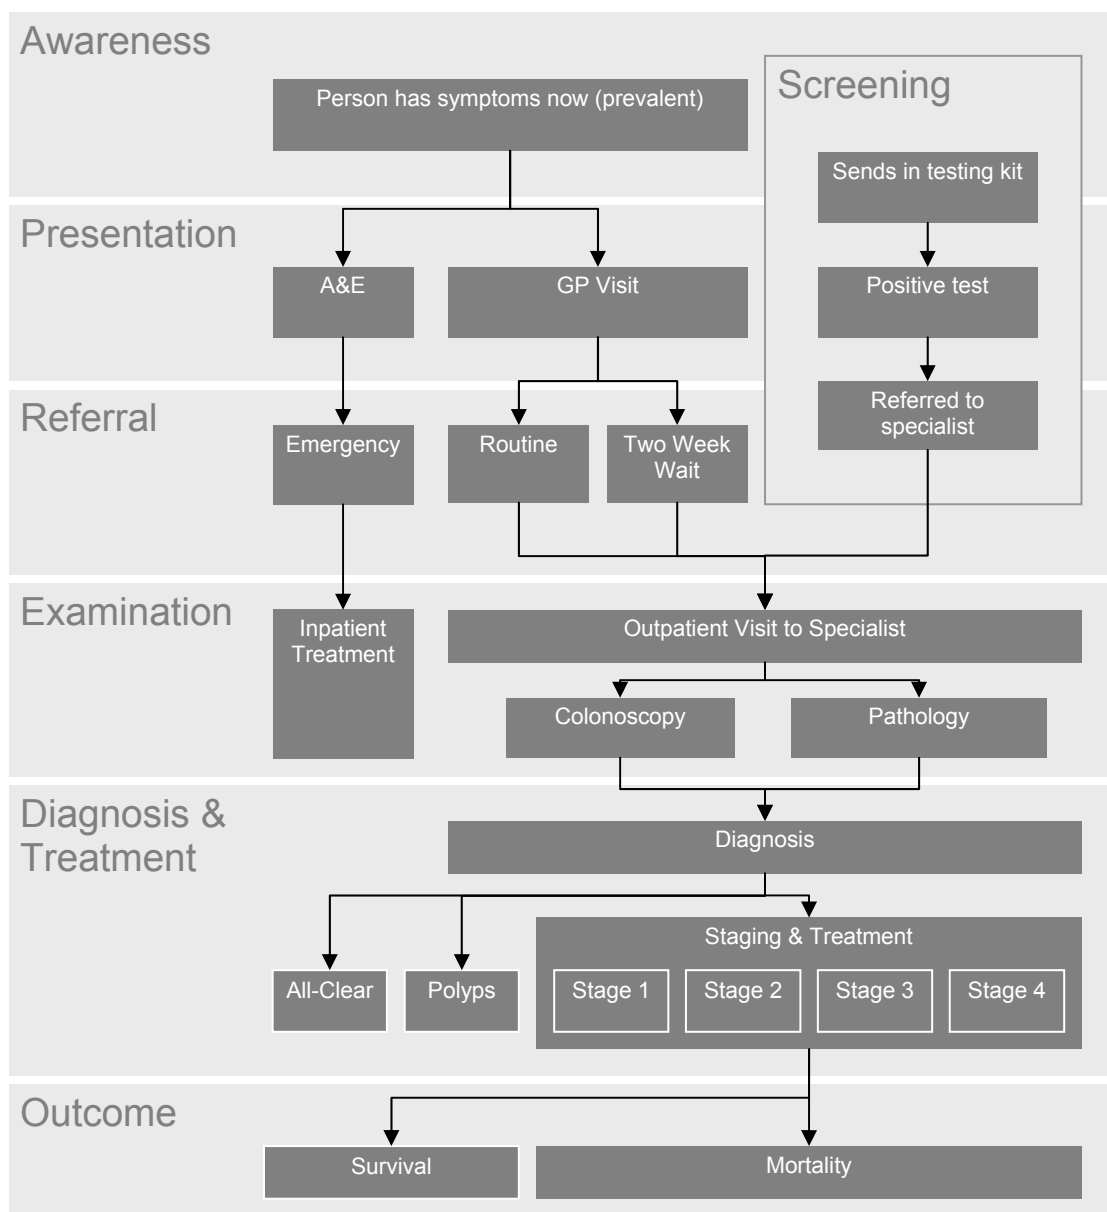 Awareness
Person has symptoms now (prevalent)
Screening
Sends in testing kit
Presentation
A&E
GP Visit
Positive test
Referral
Emergency
Routine
Two Week
Wait
Referred to
specialist
Examination
Inpatient
Treatment
Outpatient Visit to Specialist
Colonoscopy
Pathology
Diagnosis &
Treatment
Diagnosis
Staging & Treatment
All-Clear
Polyps
Stage 1
Stage 2
Stage 3
Stage 4
Outcome
Survival
Mortality